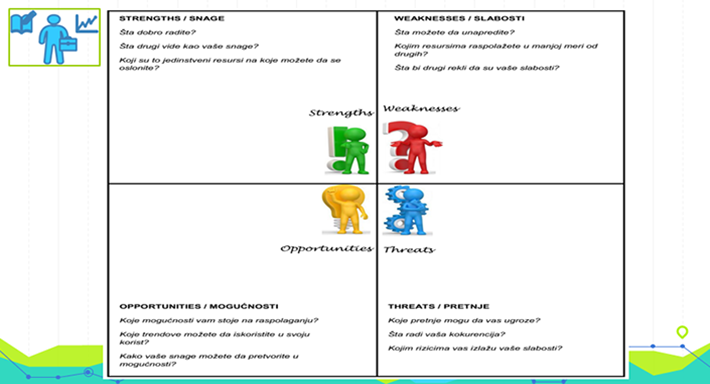 STRENGTHS / SNAGE
Šta dobro radite?
Šta drugi vide kao vaše snage?
Koji su to jedinstveni resursi na koje možete da se
oslonite?
Strengths
WEAKNESSES / SLABOSTI
Šta možete da unapredite?
Kojim resursima raspolažete u manjoj meri od
drugih?
Šta bi drugi rekli da su vaše slabosti?
Weaknesses
Opportunities
OPPORTUNITIES / MOGUĆNOSTI
Koje mogućnosti vam stoje na raspolaganju?
Koje trendove možete da iskoristite u svoju
korist?
Kako vaše snage možete da pretvorite u
mogućnosti?
Threats
THREATS / PRETNJE
Koje pretnje mogu da vas ugroze?
Šta radi vaša kokurencija?
Kojim rizicima vas izlažu vaše slabosti?